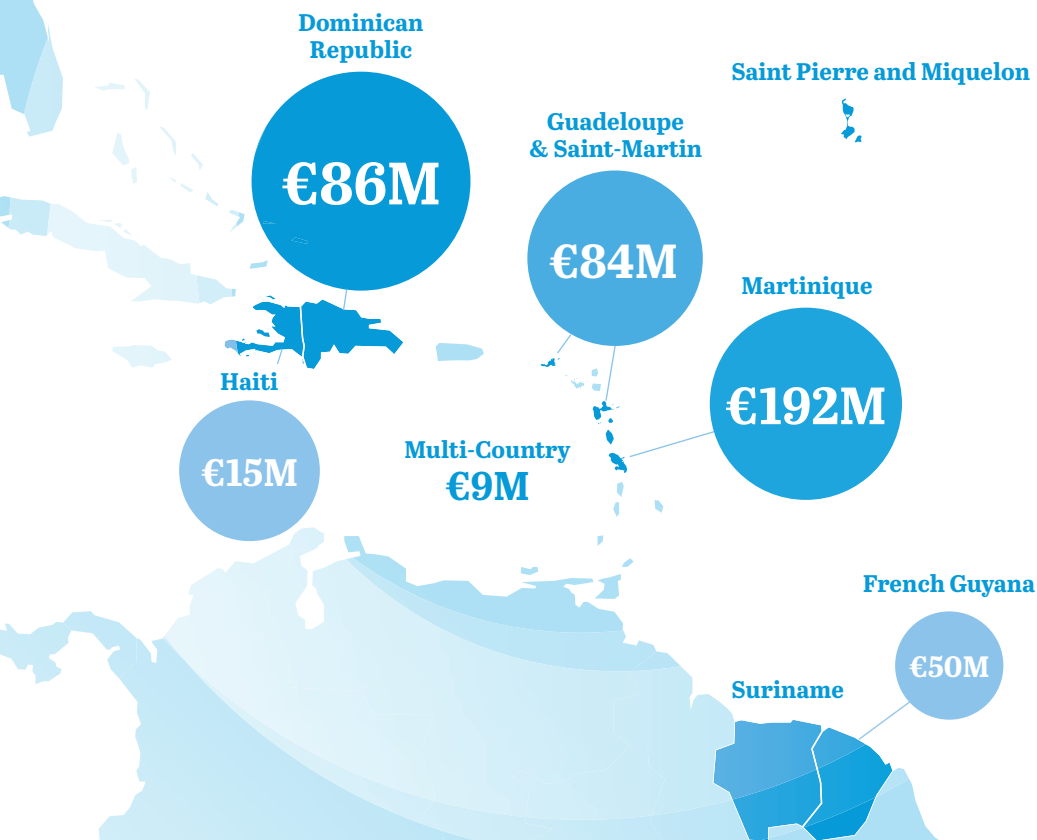 Dominican
Republic
€86M
Saint Pierre and Miquelon
Guadeloupe
& Saint-Martin
€84M
Martinique
€192M
Haiti
€15M
Multi-Country
€9M
French Guyana
€50M
Suriname